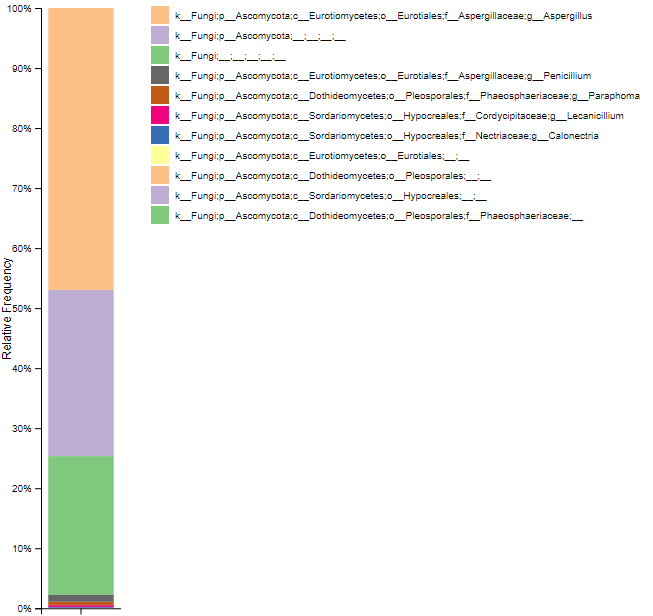 100%
90%
80%
70%
60%
50%
40%
30%
20%
10%
0%
Relative Frequency
k__Fungi;p__Ascomycota;c__Eurotiomycetes;o__Eurotiales;f__Aspergillaceae;g__Aspergillus
k__Fungi;p__Ascomycota;__;__;__;__
k__Fungi;__;__;__;__;__
k__Fungi;p__Ascomycota;c__Eurotiomycetes;o__Eurotiales;f__Aspergillaceae;g__Penicillium
k__Fungi;p__Ascomycota;c__Dothideomycetes;o__Pleosporales;f__Phaeosphaeriaceae;g__Paraphoma
k__Fungi;p__Ascomycota;c__Sordariomycetes;o__Hypocreales;f__Cordycipitaceae;g__Lecanicillium
k__Fungi;p__Ascomycota;c__Sordariomycetes;o__Hypocreales;f__Nectriaceae;g__Calonectria
k__Fungi;p__Ascomycota;c__Eurotiomycetes;o__Eurotiales;__;__
k__Fungi;p__Ascomycota;c__Dothideomycetes;o__Pleosporales;__;__
k__Fungi;p__Ascomycota;c__Sordariomycetes;o__Hypocreales;__;__
k__Fungi;p__Ascomycota;c__Dothideomycetes;o__Pleosporales;f__Phaeosphaeriaceae;__